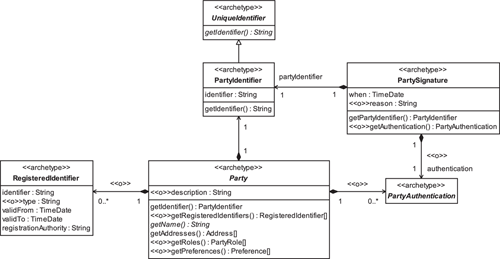 <<archetype>>
UniqueIdentifier
getIdentifier() : String
<<archetype>>
PartyIdentifier
identifier : String
getIdentifier() : String
partyIdentifier
1
1
<<archetype>>
PartySignature
when : TimeDate
<<o>>reason : String
getPartyIdentifier() : PartyIdentifier
<<o>>getAuthentication() : PartyAuthentication
1
<<o>>
authentication
1
1
1
<<archetype>>
RegisteredIdentifier
identifier : String
<<o>>type : String
validFrom : TimeDate
validTo : TimeDate
registrationAuthority : String
<<o>>
0..*
1
<<archetype>>
Party
<<o>>description : String
getIdentifier() : PartyIdentifier
<<o>>getRegisteredIdentifiers() : RegisteredIdentifier[]
getName() : String
getAddresses() : Address[]
<<o>>getRoles() : PartyRole[]
<<o>>getPreferences() : Preference[]
<<o>>
1
0..*
<<archetype>>
PartyAuthentication